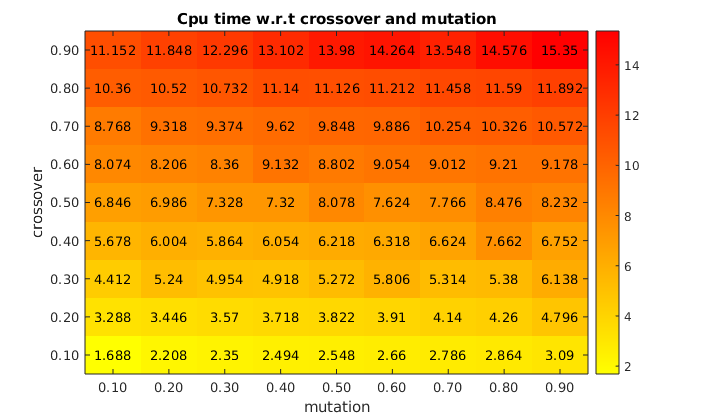 Cpu time w.r.t crossover and mutation
0.90 11.152 11.848 12.296 13.102 13.98 14.264 13.548 14.576 15.35
0.80 10.36 10.52 10.732 11.14 11.126 11.212 11.458 11.59 11.892
0.70 8.768 9.318 9.374 9.62 9.848 9.886 10.254 10.326 10.572
0.60 8.074 8.206 8.36 9.132 8.802 9.054 9.012 9.21 9.178
0.50 6.846 6.986 7.328 7.32 8.078 7.624 7.766 8.476 8.232
0.40 5.678 6.004 5.864 6.054 6.218 6.318 6.624 7.662 6.752
0.30 4.412 5.24 4.954 4.918 5.272 5.806 5.314 5.38 6.138
0.20 3.288 3.446 3.57 3.718 3.822 3.91 4.14 4.26 4.796
0.10 1.688 2.208 2.35 2.494 2.548 2.66 2.786 2.864 3.09
0.10 0.20 0.30 0.40 0.50 0.60 0.70 0.80 0.90
mutation
crossover
14
12
10
8
6
4
2